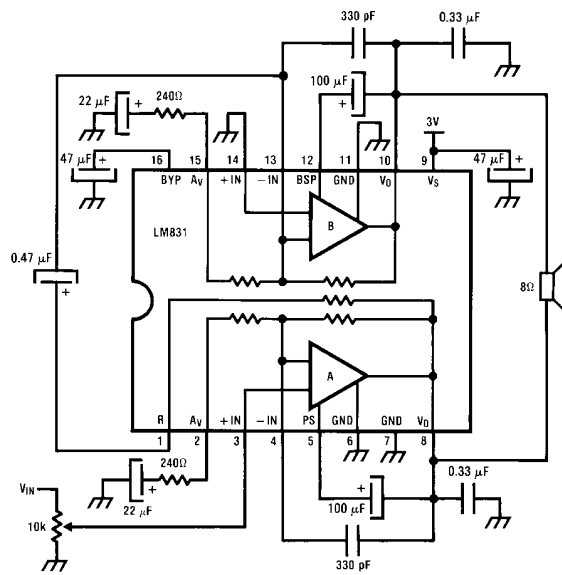 330 pF
0.33 μF
100 μF
22 μF
+
240Ω
+
3V
47 μF
+
16 15 14 13 12 11 10 9
47 μF
+
BYP AV +IN −IN BSP GND VO VS
LM831
B
0.47 μF
+
8Ω
A
R AV +IN −IN PS GND GND VO
1 2 3 4 5 6 7 8
240Ω
+
22 μF
+
100 μF
0.33 μF
VIN
10k
330 pF